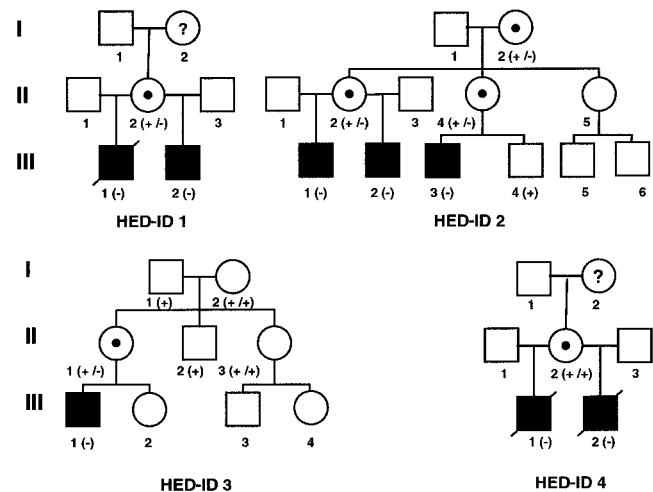 I
?
1
2
1
2 (+ /-)
II
1
2 (+ /-)
3
1
2 (+ /-)
3
4 (+ /-)
5
III
1 (-)
2 (-)
1 (-)
2 (-)
3 (-)
4 (+)
5
6
HED-ID 1
HED-ID 2
I
?
1 (+)
2 (+ /+)
1
2
II
1 (+ /-)
2 (+)
3 (+ /+)
1
2 (+ /+)
3
III
1 (-)
2
3
4
1 (-)
2 (-)
HED-ID 3
HED-ID 4